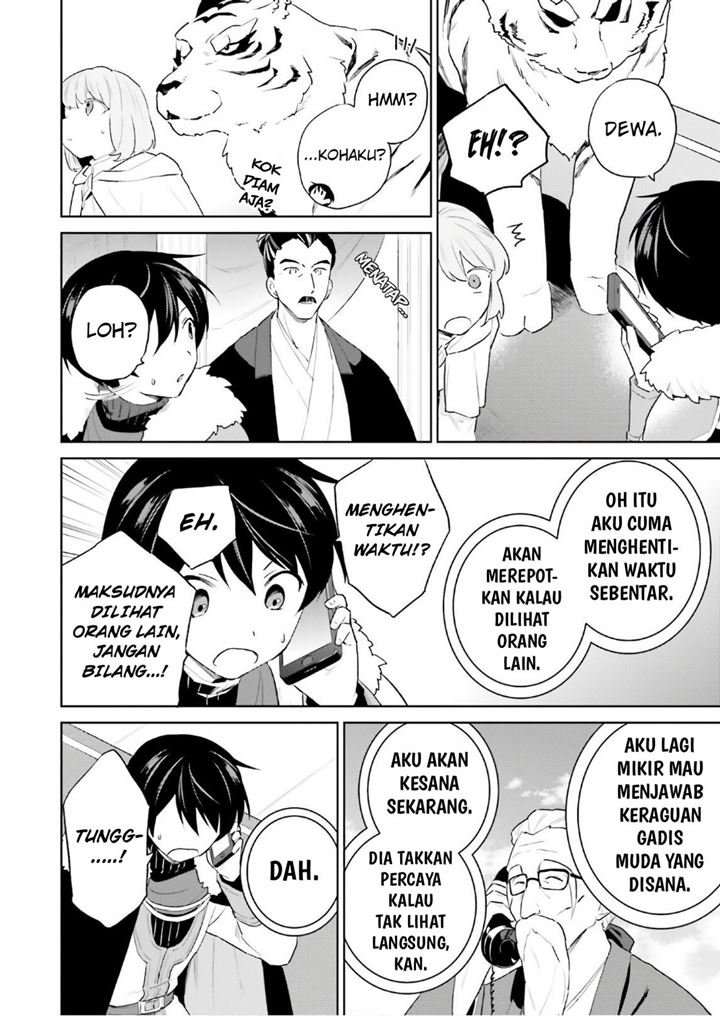 DEWA.
EH!?
HMM?
...KOHAKU?
KOK
DIAM
AJA?
MENATAP...
LOH?
OH ITU
AKU CUMA
MENGHENTI-
KAN WAKTU
SEBENTAR.
AKAN
MEREPOT-
KAN KALAU
DILIHAT
ORANG
LAIN.
MENGHEN-
TIKAN
WAKTU!?
EH.
MAKSUDNYA
DILIHAT
ORANG LAIN,
JANGAN
BILANG...!
AKU LAGI
MIKIR MAU
MENJAWAB
KERAGUAN
GADIS
MUDA YANG
DISANA.
AKU AKAN
KESANA
SEKARANG.
DIA TAKKAN
PERCAYA
KALAU
TAK LIHAT
LANGSUNG,
KAN.
DAH.
TUNGG-
......!